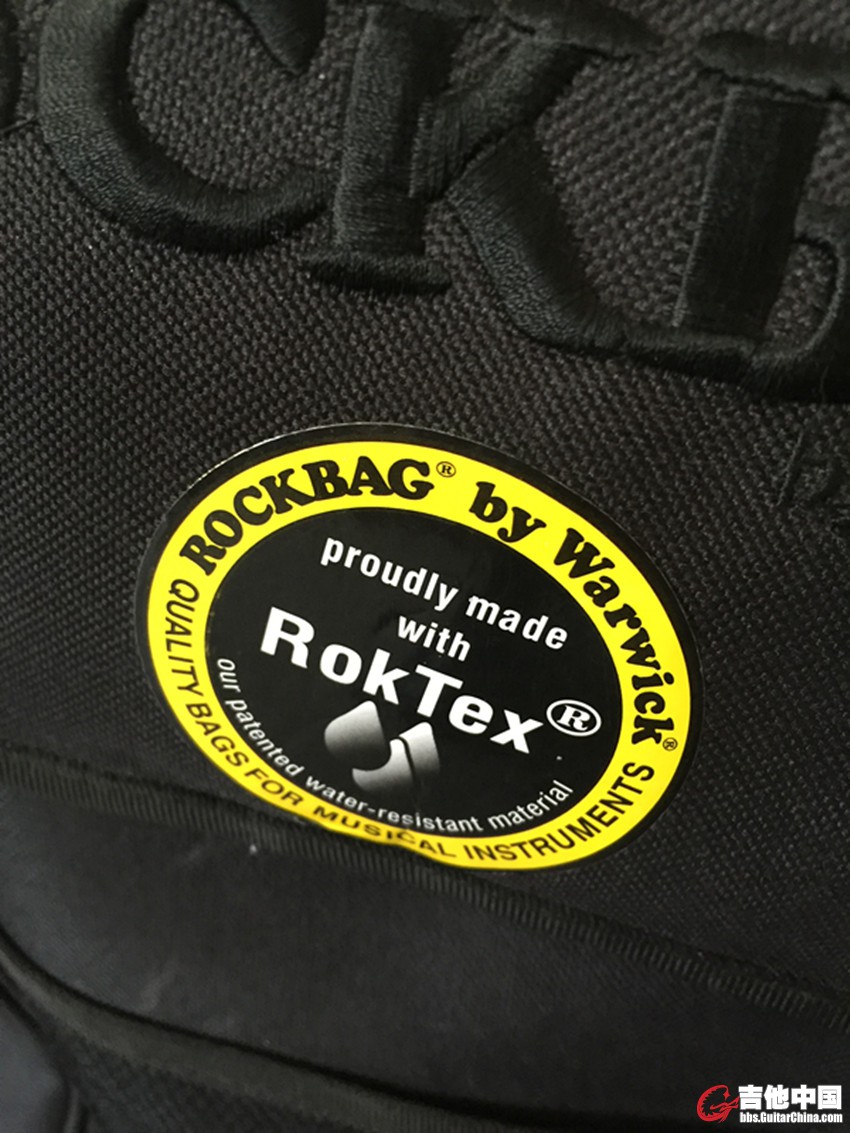 CKB
ROCKBAG® by Warwick®
proudly made
with
RokTex®
our patented water-resistant material
QUALITY BAGS FOR MUSICAL INSTRUMENTS
吉他中国
bbs.GuitarChina.com